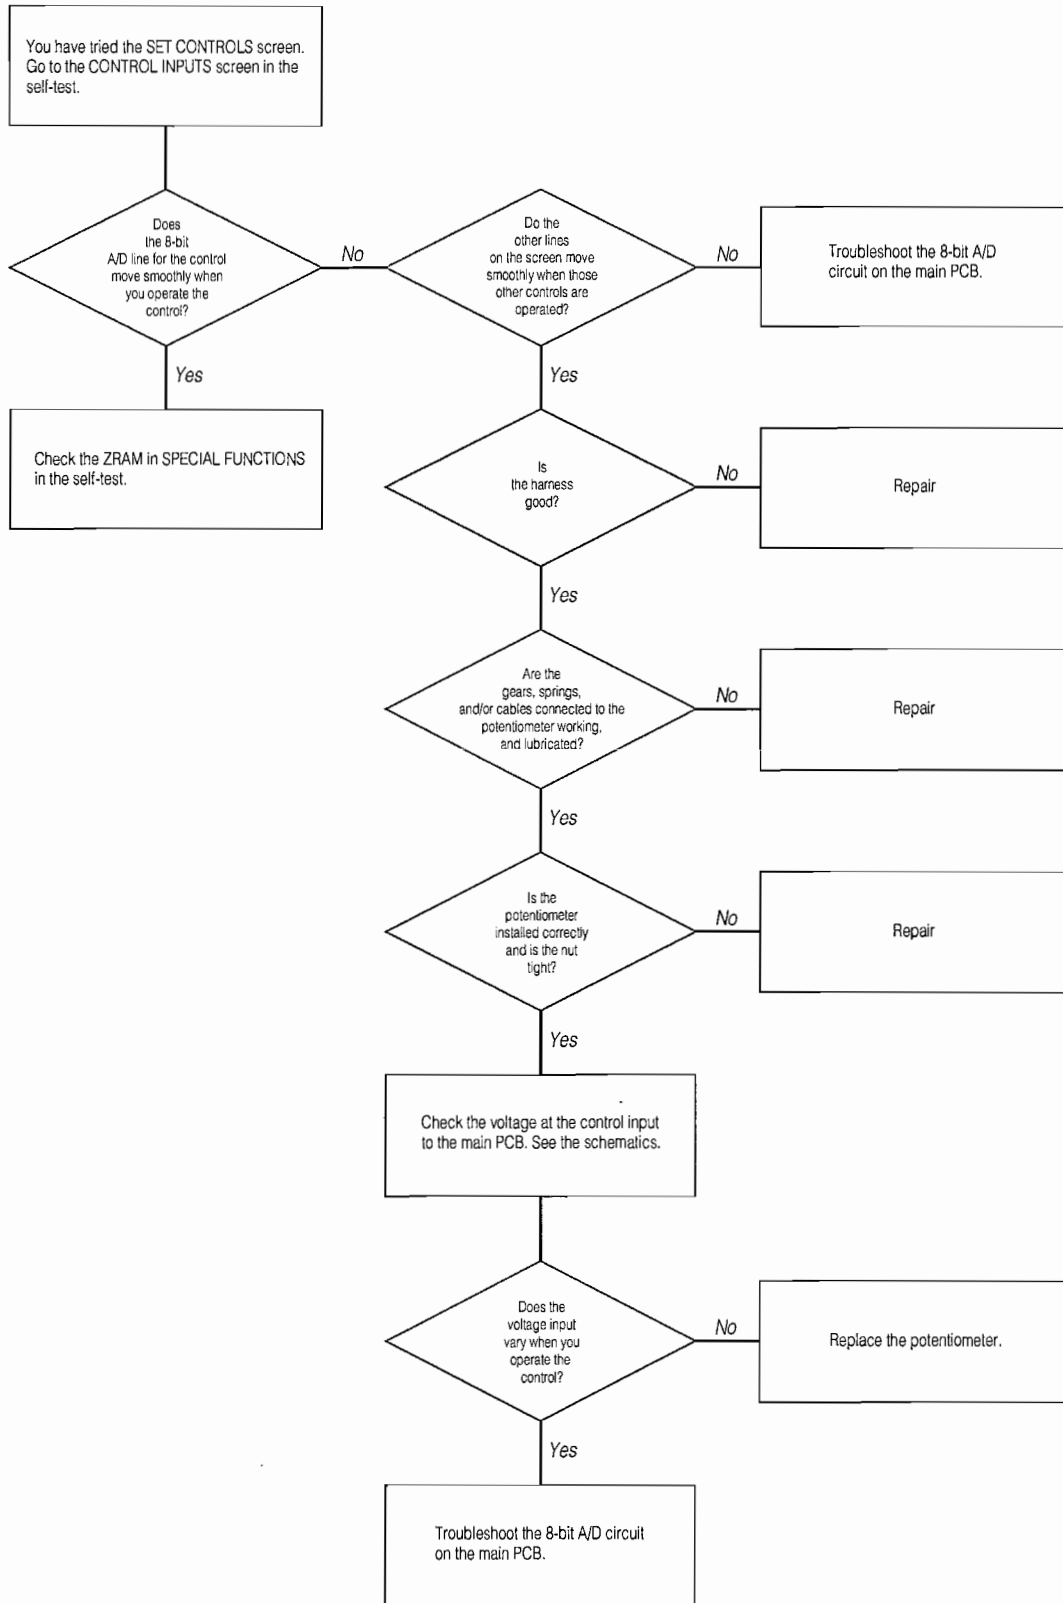 You have tried the SET CONTROLS screen.
Go to the CONTROL INPUTS screen in the
self-test.
Does
the 8-bit
A/D line for the control
move smoothly when
you operate the
control?
No
Do the
other lines
on the screen move
smoothly when those
other controls are
operated?
No
Troubleshoot the 8-bit A/D
circuit on the main PCB.
Yes
Yes
Check the ZRAM in SPECIAL FUNCTIONS
in the self-test.
Is
the harness
good?
No
Repair
Yes
Are the
gears, springs,
and/or cables connected to the
potentiometer working,
and lubricated?
No
Repair
Yes
Is the
potentiometer
installed correctly
and is the nut
tight?
No
Repair
Yes
Check the voltage at the control input
to the main PCB. See the schematics.
Does the
voltage input
vary when you
operate the
control?
No
Replace the potentiometer.
Yes
Troubleshoot the 8-bit A/D circuit
on the main PCB.